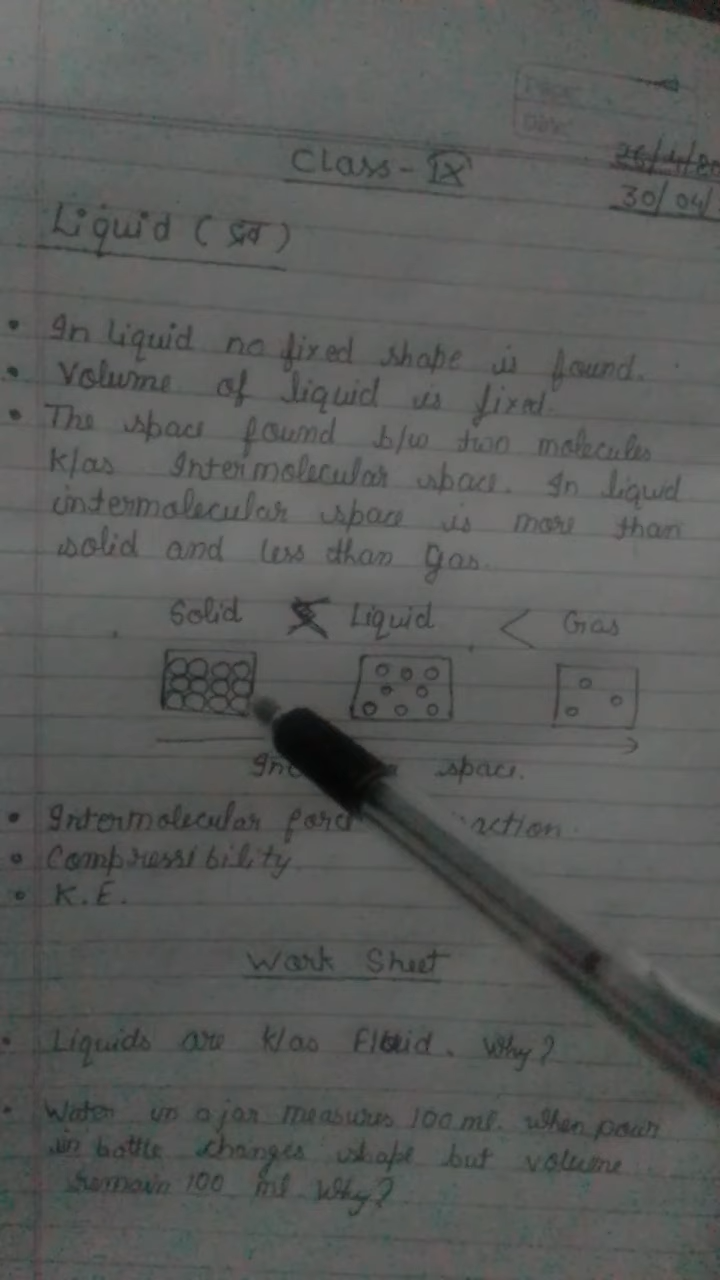 Class - IX
26/4/20
30/04/
Liquid (द्रव)
• In liquid no fixed shape is found.
• Volume of liquid is fixed.
• The space found b/w two molecules
k/as Intermolecular space. In liquid
intermolecular space is more than
solid and less than gas.
Solid < Liquid < Gas
space.
• Intermolecular
• Compressibility
• K.E.
Work Sheet
• Liquids are k/as Fluid. Why?
• Water in a jar measures 100 ml. when pour
in bottle changes shape but volume
remain 100 ml Why?